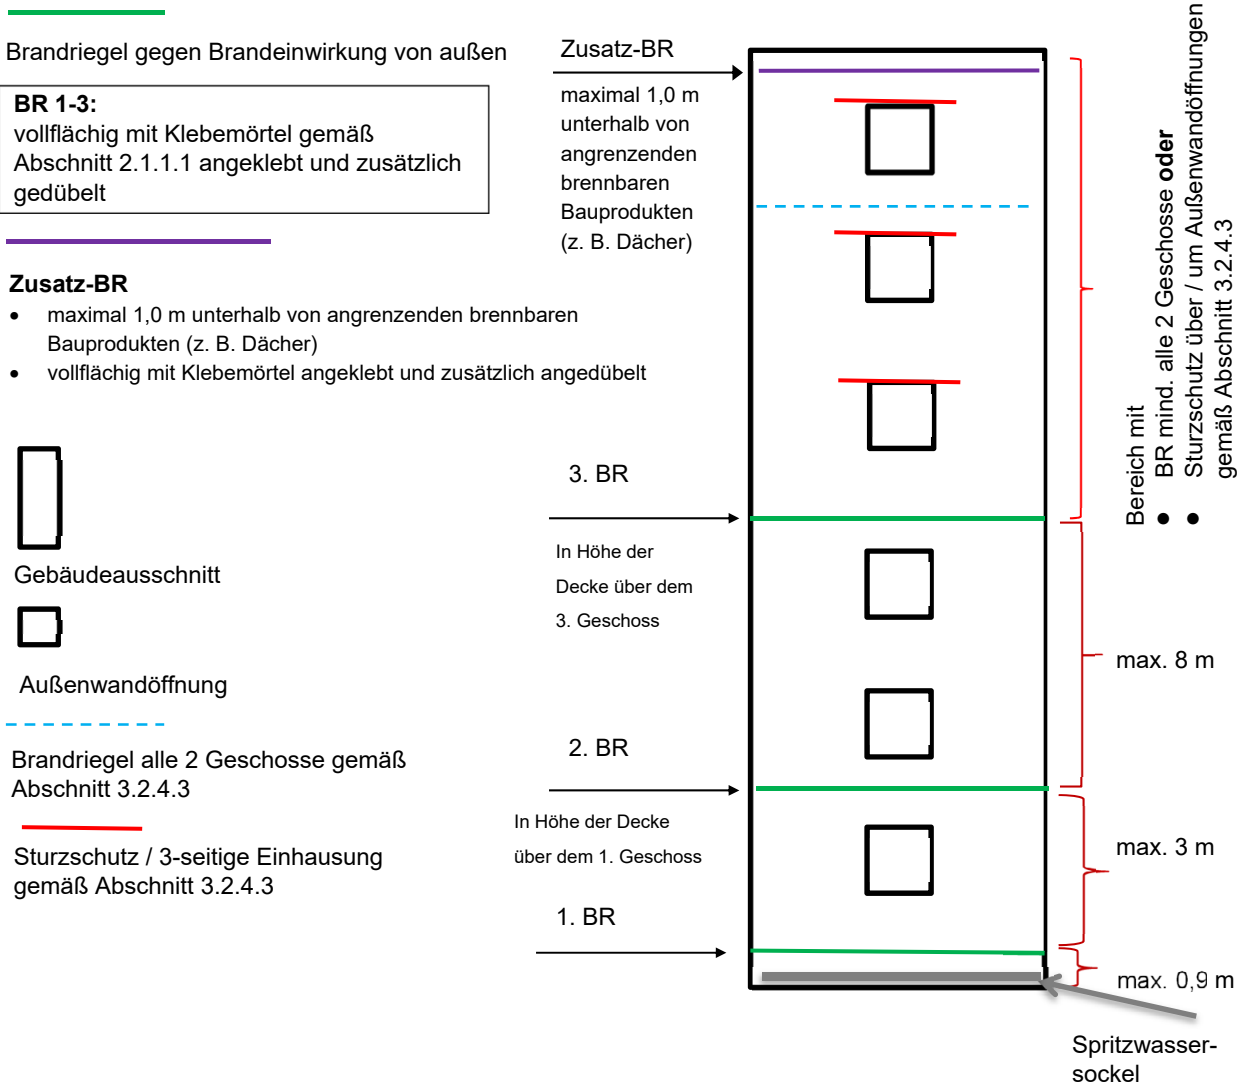 Brandriegel gegen Brandeinwirkung von außen
BR 1-3:
vollflächig mit Klebemörtel gemäß
Abschnitt 2.1.1.1 angeklebt und zusätzlich
gedübelt
Zusatz-BR
• maximal 1,0 m unterhalb von angrenzenden brennbaren
Bauprodukten (z. B. Dächer)
• vollflächig mit Klebemörtel angeklebt und zusätzlich angedübelt
Gebäudeausschnitt
Außenwandöffnung
Brandriegel alle 2 Geschosse gemäß
Abschnitt 3.2.4.3
Sturzschutz / 3-seitige Einhausung
gemäß Abschnitt 3.2.4.3
Zusatz-BR
maximal 1,0 m
unterhalb von
angrenzenden
brennbaren
Bauprodukten
(z. B. Dächer)
3. BR
In Höhe der
Decke über dem
3. Geschoss
2. BR
In Höhe der Decke
über dem 1. Geschoss
1. BR
Bereich mit
• BR mind. alle 2 Geschosse oder
• Sturzschutz über / um Außenwandöffnungen
gemäß Abschnitt 3.2.4.3
max. 8 m
max. 3 m
max. 0,9 m
Spritzwasser-
sockel